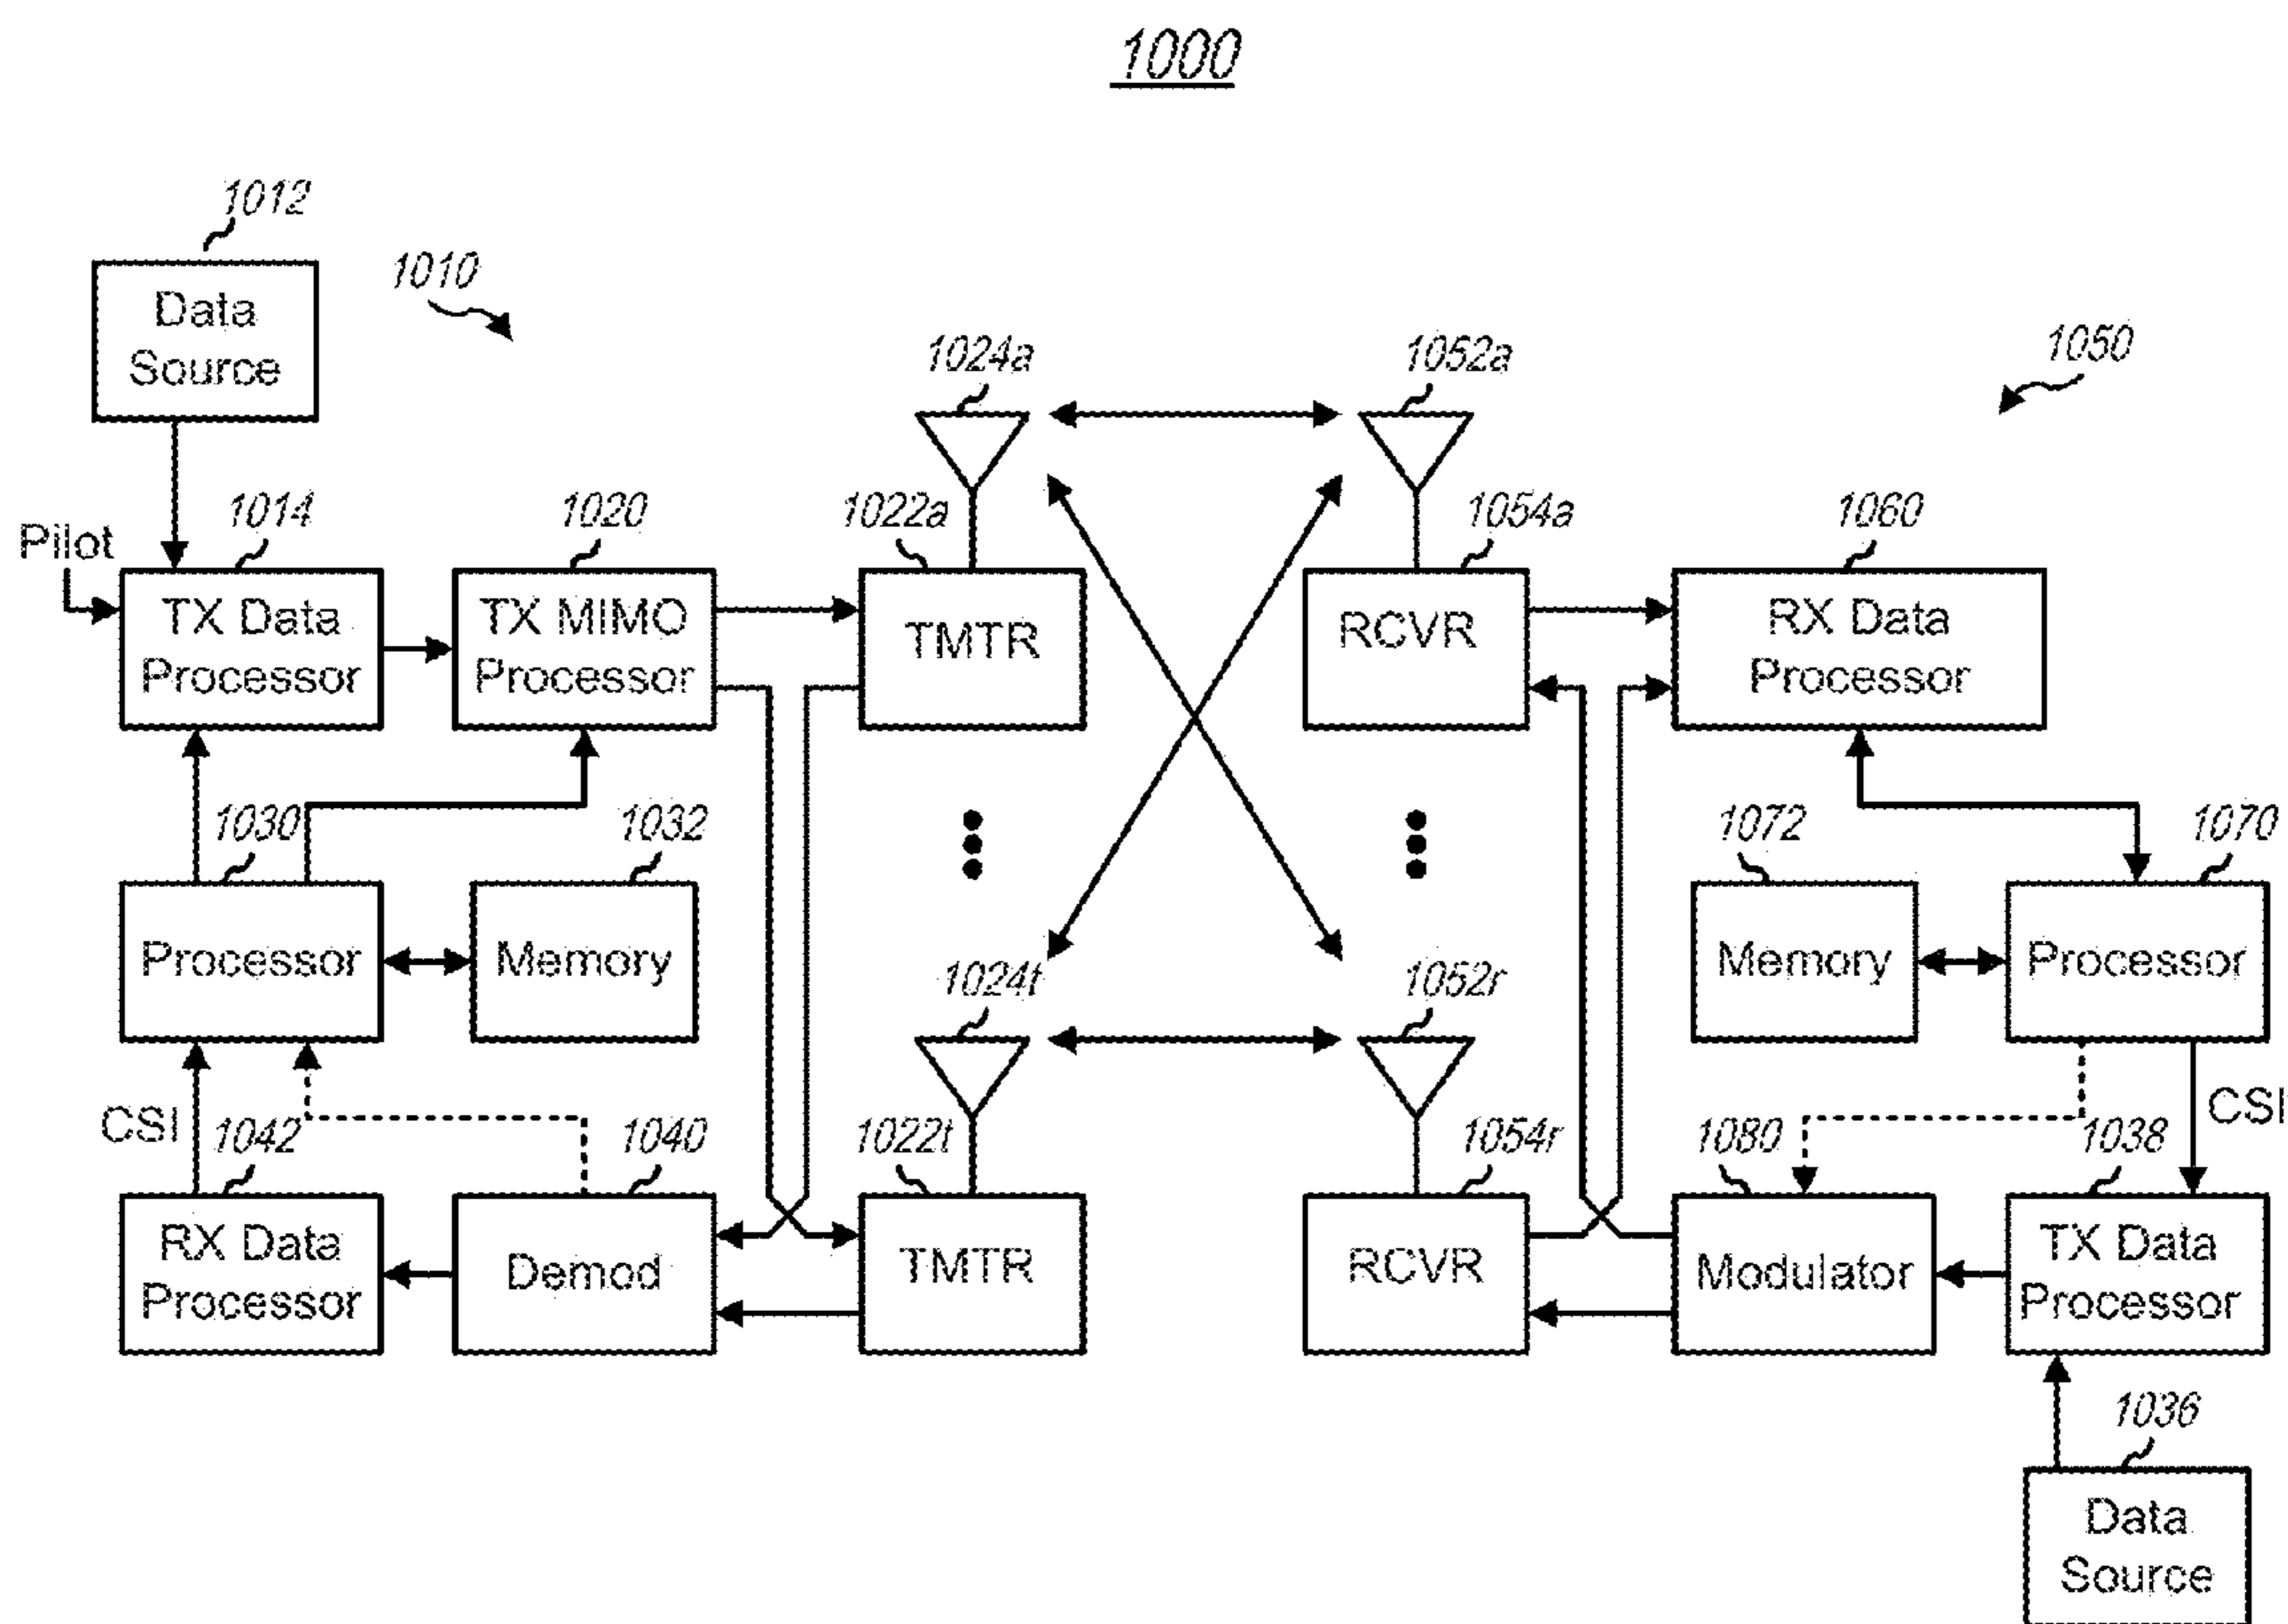 1000
1012
Data
Source
1010
1050
1024a
1052a
Pilot
1014
TX Data
Processor
1020
TX MIMO
Processor
1022a
TMTR
1054a
RCVR
1060
RX Data
Processor
1030
Processor
1032
Memory
1072
Memory
1070
Processor
1024t
1052r
CSI
1042
RX Data
Processor
1040
Demod
1022t
TMTR
1054r
RCVR
1080
Modulator
1038
TX Data
Processor
CSI
1036
Data
Source